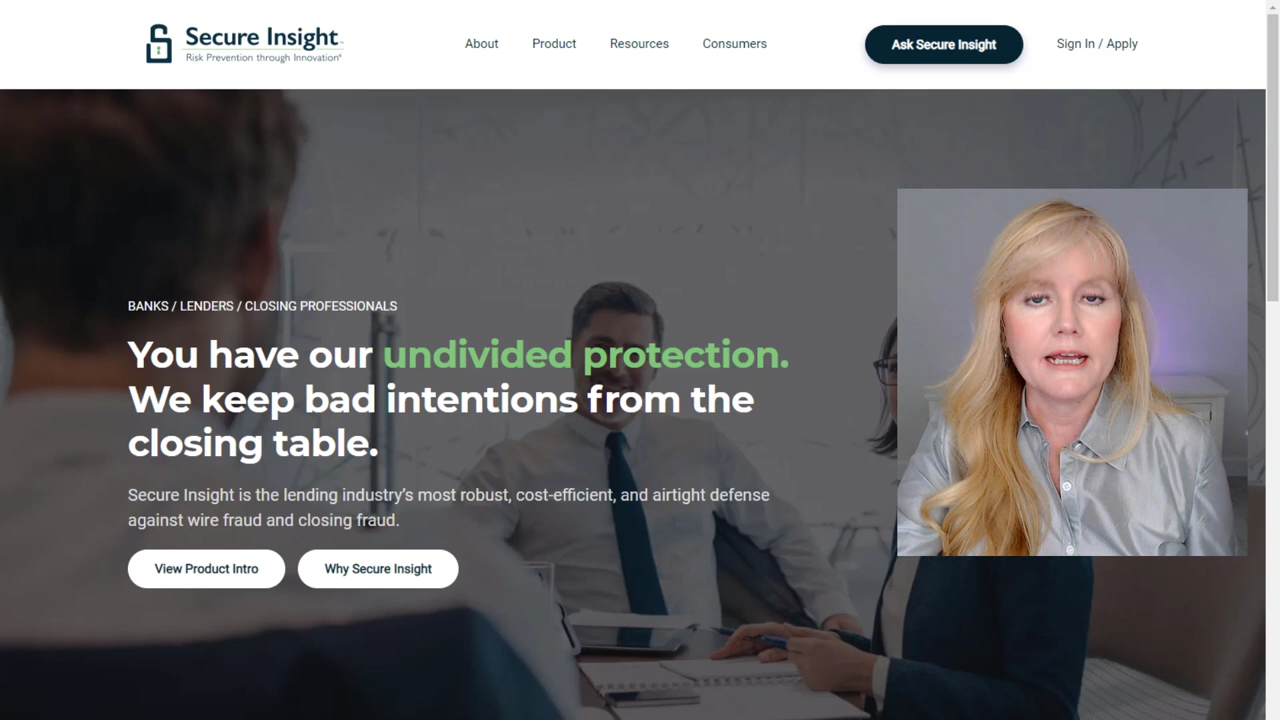 Secure Insight
Risk Prevention through Innovation®
About
Product
Resources
Consumers
Ask Secure Insight
Sign In / Apply
BANKS / LENDERS / CLOSING PROFESSIONALS
You have our undivided protection.
We keep bad intentions from the
closing table.
Secure Insight is the lending industry’s most robust, cost-efficient, and airtight defense
against wire fraud and closing fraud.
View Product Intro
Why Secure Insight